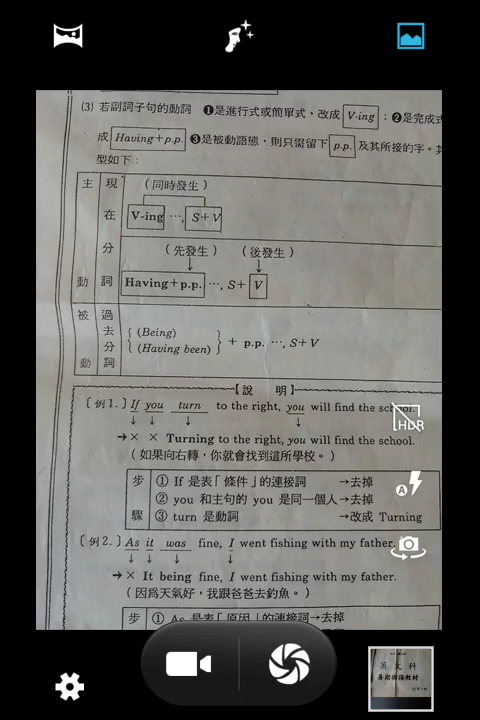 (3) 若副詞子句的動詞 ❶是進行式或簡單式，改成 V-ing ；❷是完成式
成 Having+p.p. ❸是被動語態，則只需留下 p.p. 及其所接的字。其
型如下：
主動 現在分詞
(同時發生)
V-ing …, S+V
(先發生) (後發生)
Having+p.p. …, S+ V
被動 過去分詞
(Being)
(Having been)
+ p.p. …, S+V
【說 明】
〔例1.〕If you turn to the right, you will find the school.
→× × Turning to the right, you will find the school.
(如果向右轉，你就會找到這所學校。)
步驟
① If 是表「條件」的連接詞 →去掉
② you 和主句的 you 是同一個人→去掉
③ turn 是動詞 →改成 Turning
〔例2.〕As it was fine, I went fishing with my father.
→× It being fine, I went fishing with my father.
(因爲天氣好，我跟爸爸去釣魚。)
步 ① As 是表「原因」的連接詞→去掉
HDR
A
英文科
暑期銜接教材